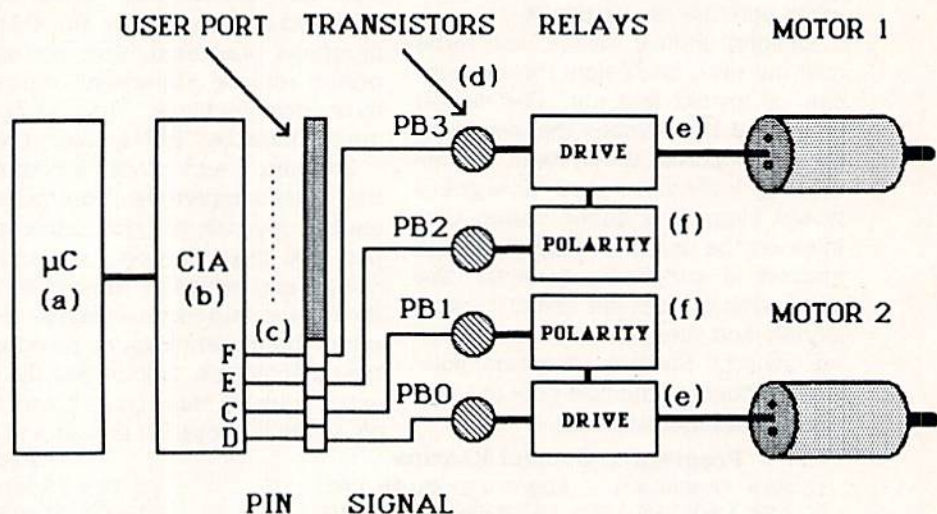 USER PORT TRANSISTORS RELAYS MOTOR 1
(d)
PB3 DRIVE (e)
PB2 POLARITY (f)
µC CIA
(a) (b) (c)
PB1 POLARITY (f) MOTOR 2
F
E
C
D
PB0 DRIVE (e)
PIN SIGNAL